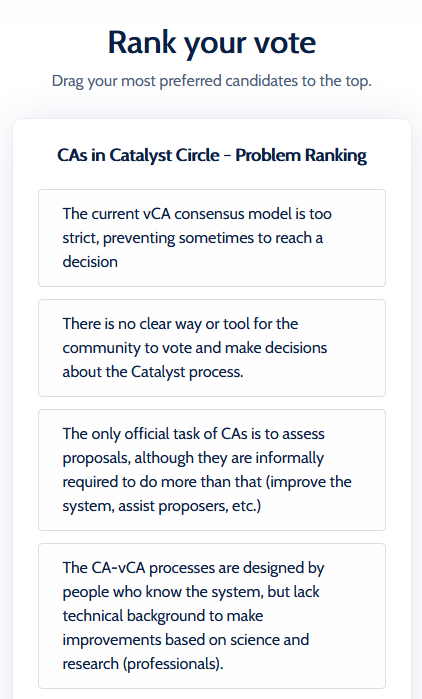 Rank your vote
Drag your most preferred candidates to the top.
CAs in Catalyst Circle - Problem Ranking
The current vCA consensus model is too
strict, preventing sometimes to reach a
decision
There is no clear way or tool for the
community to vote and make decisions
about the Catalyst process.
The only official task of CAs is to assess
proposals, although they are informally
required to do more than that (improve the
system, assist proposers, etc.)
The CA-vCA processes are designed by
people who know the system, but lack
technical background to make
improvements based on science and
research (professionals).